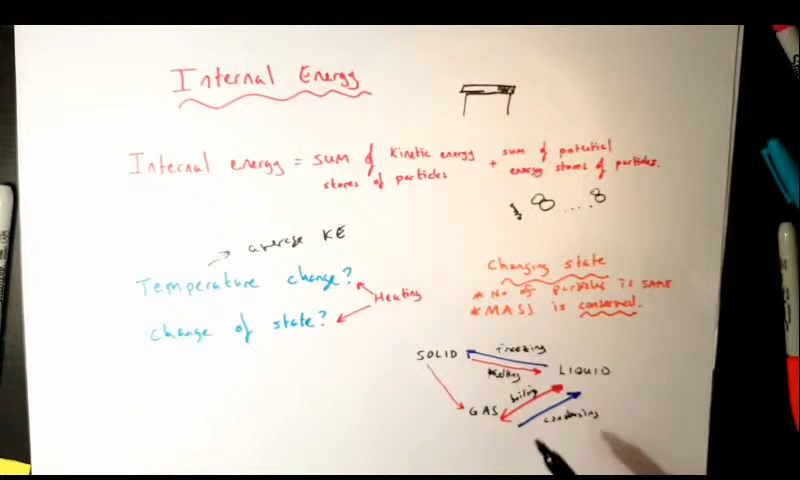 Internal Energy
Internal energy = sum of kinetic energy stores of particles + sum of potential energy stores of particles.
average KE
Temperature change?
Heating
change of state?
Changing state
* No of particles is SAME
* MASS is conserved.
SOLID
freezing
Melting
LIQUID
boiling
GAS
condensing